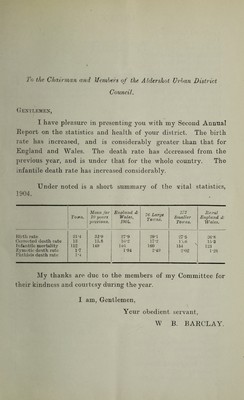 To the Chairman and Members of the Aldershot Urban District
Council.
GENTLEMEN,
I have pleasure in presenting you with my Second Annual
Report on the statistics and health of your district. The birth
rate has increased, and is considerably greater than that for
England and Wales. The death rate has decreased from the
previous year, and is under that for the whole country. The
infantile death rate has increased considerably.
Under noted is a short summary of the vital statistics,
1904.
Town. Mean for 10 years previous. England & Wales, 1904. 76 Large Towns. Smaller Towns. Rural England & Wales.
Birth rate
Corrected death rate
Infantile mortality
Zymotic death rate
Phthisis death rate
My thanks are due to the members of my Committee for
their kindness and courtesy during the year.
I am, Gentlemen,
Your obedient servant,
W B. BARCLAY.